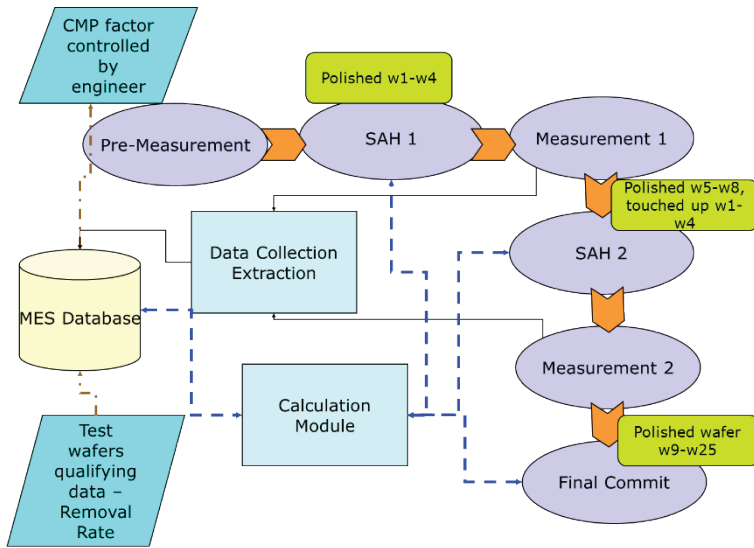 CMP factor
controlled
by
engineer
Polished w1-w4
Pre-Measurement
SAH 1
Measurement 1
Polished w5-w8,
touched up w1-
w4
Data Collection
Extraction
SAH 2
MES Database
Measurement 2
Calculation
Module
Test
wafers
qualifying
data –
Removal
Rate
Polished wafer
w9-w25
Final Commit